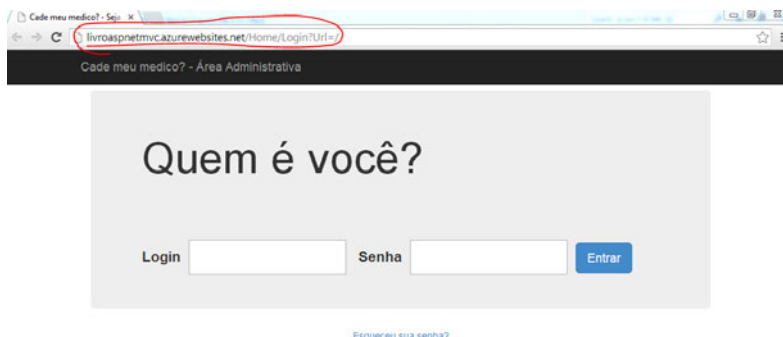 Cade meu medico? - Seja
livroaspnetmvc.azurewebsites.net/Home/Login?Url=/
Cade meu medico? - Área Administrativa
Quem é você?
Login
Senha
Entrar
Esqueceu sua senha?